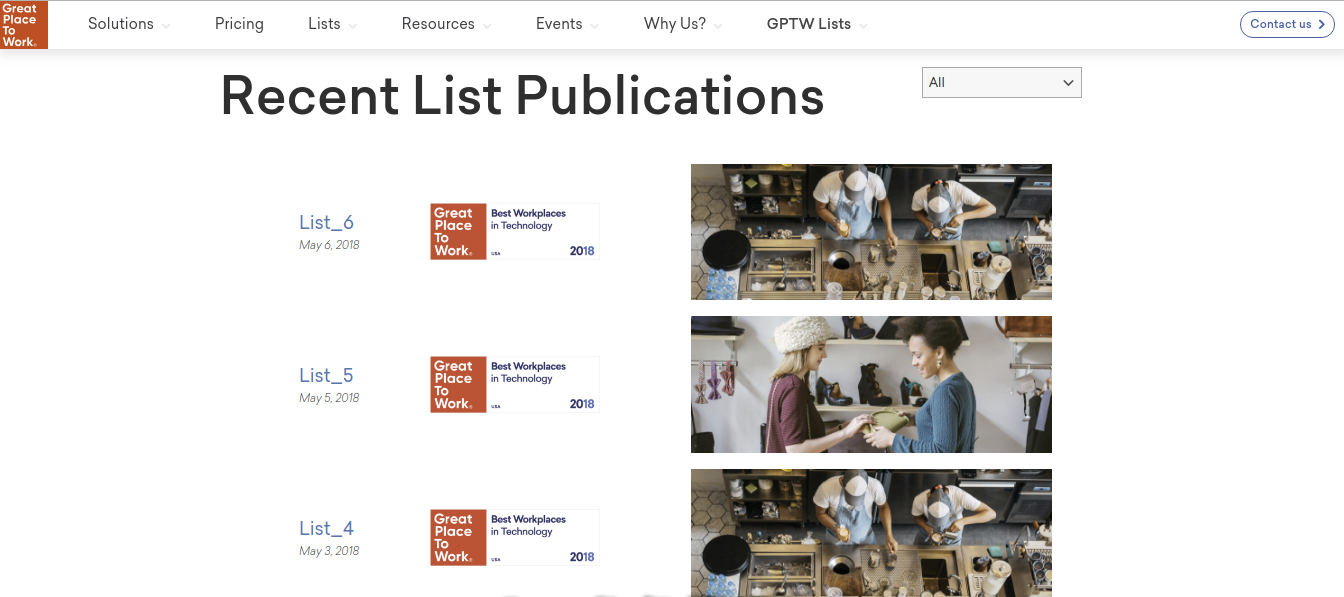 Great
Place
To
Work®
Solutions
Pricing
Lists
Resources
Events
Why Us?
GPTW Lists
Contact us
Recent List Publications
All
List_6
May 6, 2018
Great
Place
To
Work®
Best Workplaces
in Technology
USA
2018
List_5
May 5, 2018
Great
Place
To
Work®
Best Workplaces
in Technology
USA
2018
List_4
May 3, 2018
Great
Place
To
Work®
Best Workplaces
in Technology
USA
2018